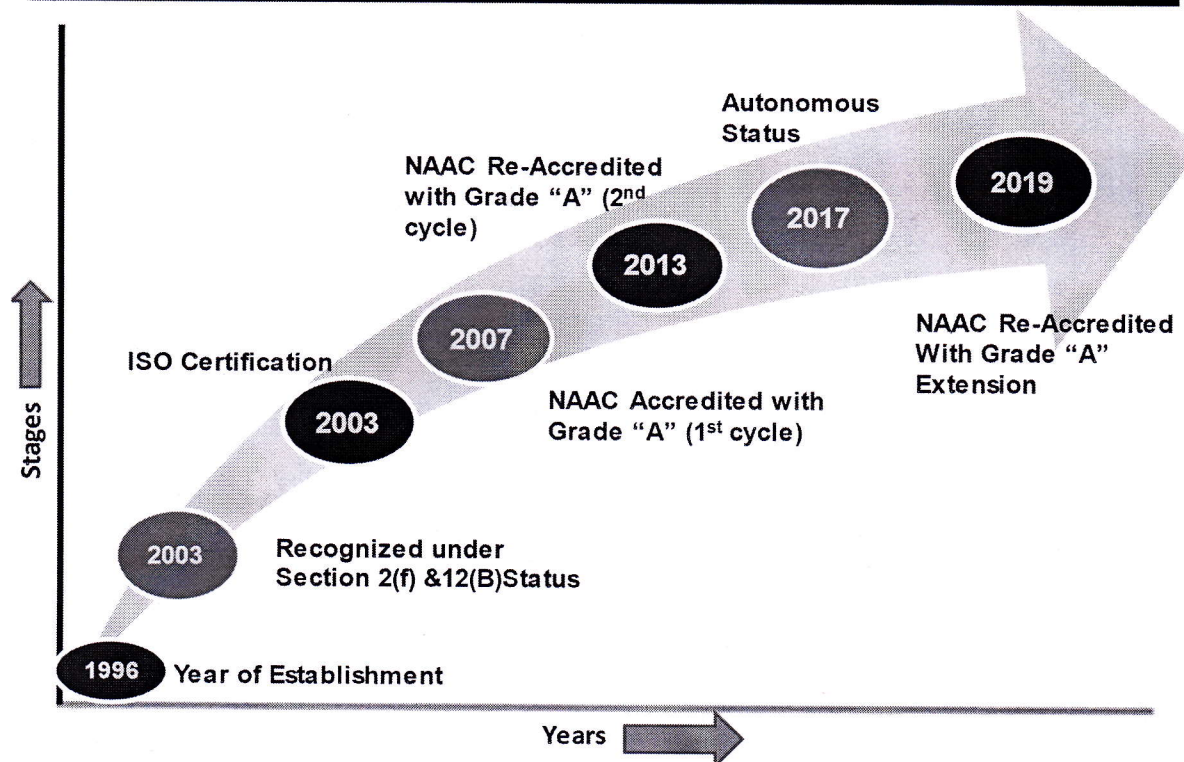 Autonomous
Status
NAAC Re-Accredited
with Grade “A” (2nd
cycle)
2019
2017
2013
2007
NAAC Re-Accredited
With Grade “A”
Extension
ISO Certification
NAAC Accredited with
Grade “A” (1st cycle)
2003
Stages
2003
Recognized under
Section 2(f) &12(B)Status
1996
Year of Establishment
Years